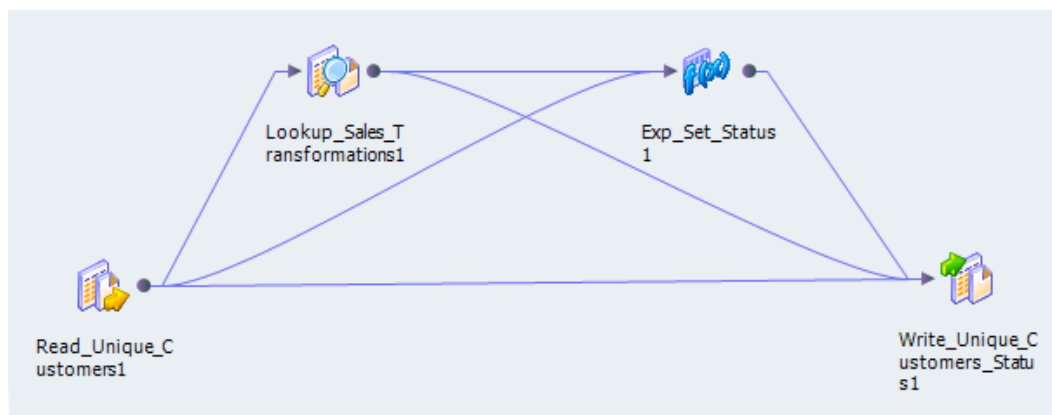 Lookup_Sales_T
ransformations1
Exp_Set_Status
1
Read_Unique_C
ustomers1
Write_Unique_C
ustomers_Statu
s1